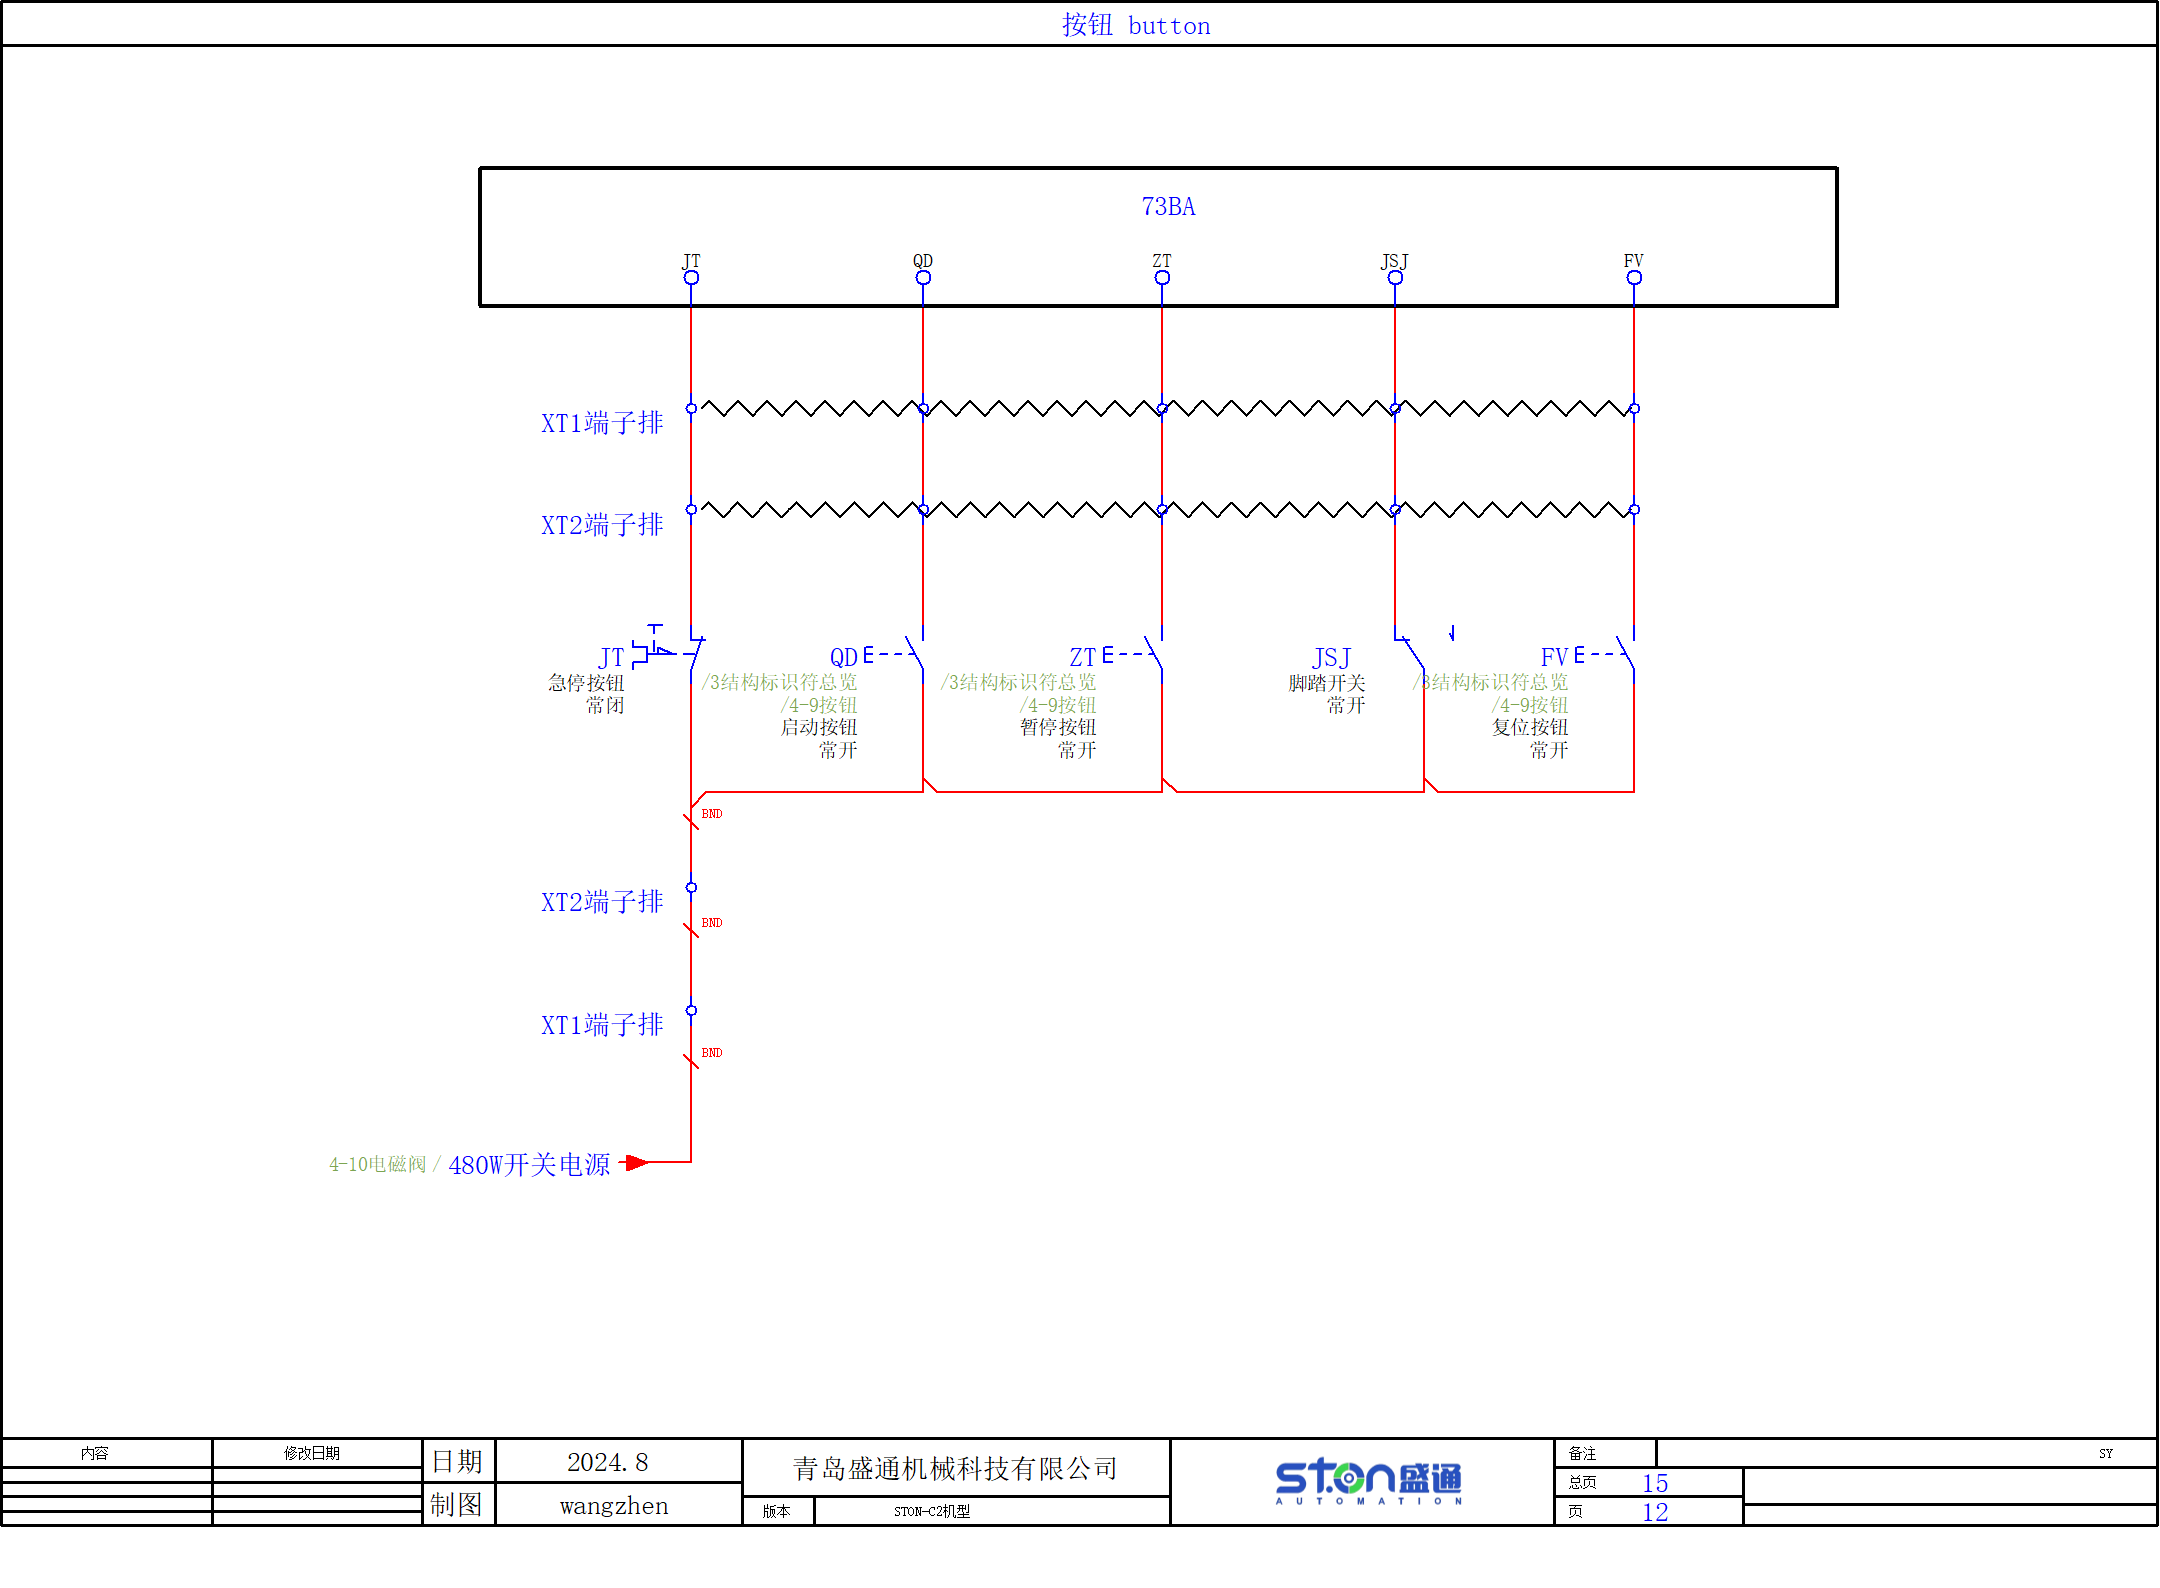 按钮 button
73BA
JT QD ZT JSJ FV
XT1端子排
XT2端子排
JT
急停按钮
常闭
QD
/3结构标识符总览
/4-9按钮
启动按钮
常开
ZT
/3结构标识符总览
/4-9按钮
暂停按钮
常开
JSJ
脚踏开关
常开
FV
/3结构标识符总览
/4-9按钮
复位按钮
常开
BND
XT2端子排
BND
XT1端子排
BND
4-10电磁阀 / 480W开关电源
内容 修改日期
日期 2024.8
制图 wangzhen
青岛盛通机械科技有限公司
版本 STON-C2机型
STON盛通
AUTOMATION
备注 SY
总页 15
页 12